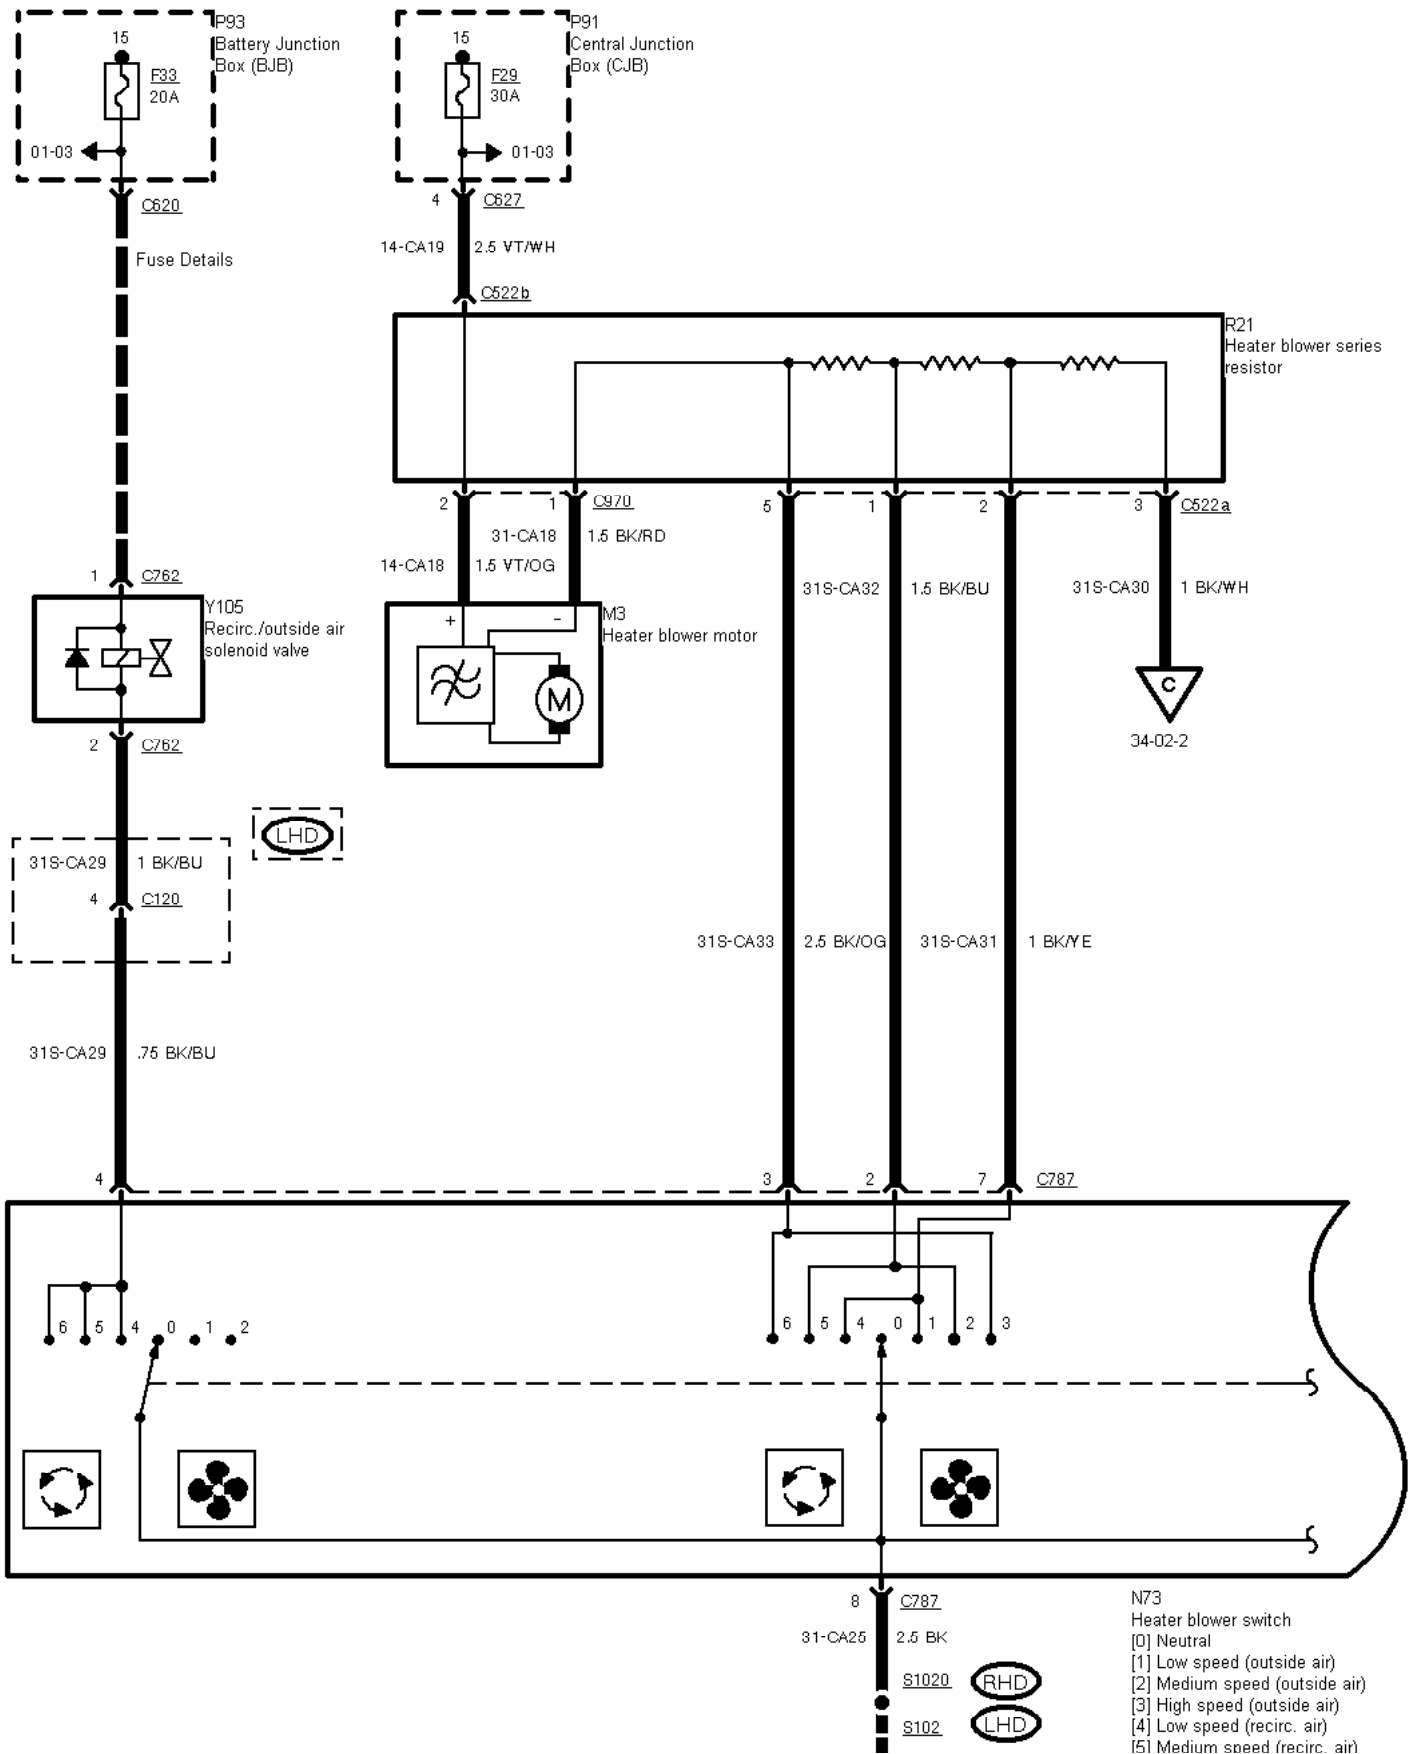 P93
Battery Junction
Box (BJB)
15
F33
20A
01-03
C620
Fuse Details
P91
Central Junction
Box (CJB)
15
F29
30A
01-03
4 C627
14-CA19 2.5 VT/WH
C522b
R21
Heater blower series
resistor
2 1 C970
5 1 2 3 C522a
31-CA18 1.5 BK/RD
14-CA18 1.5 VT/OG
31S-CA32 1.5 BK/BU
31S-CA30 1 BK/WH
1 C762
Y105
Recirc./outside air
solenoid valve
+ -
M3
Heater blower motor
M
C
34-02-2
2 C762
LHD
31S-CA29 1 BK/BU
4 C120
31S-CA33 2.5 BK/OG
31S-CA31 1 BK/YE
31S-CA29 .75 BK/BU
4 3 2 7 C787
6 5 4 0 1 2
6 5 4 0 1 2 3
8 C787
31-CA25 2.5 BK
S1020 RHD
S102 LHD
N73
Heater blower switch
[0] Neutral
[1] Low speed (outside air)
[2] Medium speed (outside air)
[3] High speed (outside air)
[4] Low speed (recirc. air)
[5] Medium speed (recirc. air)